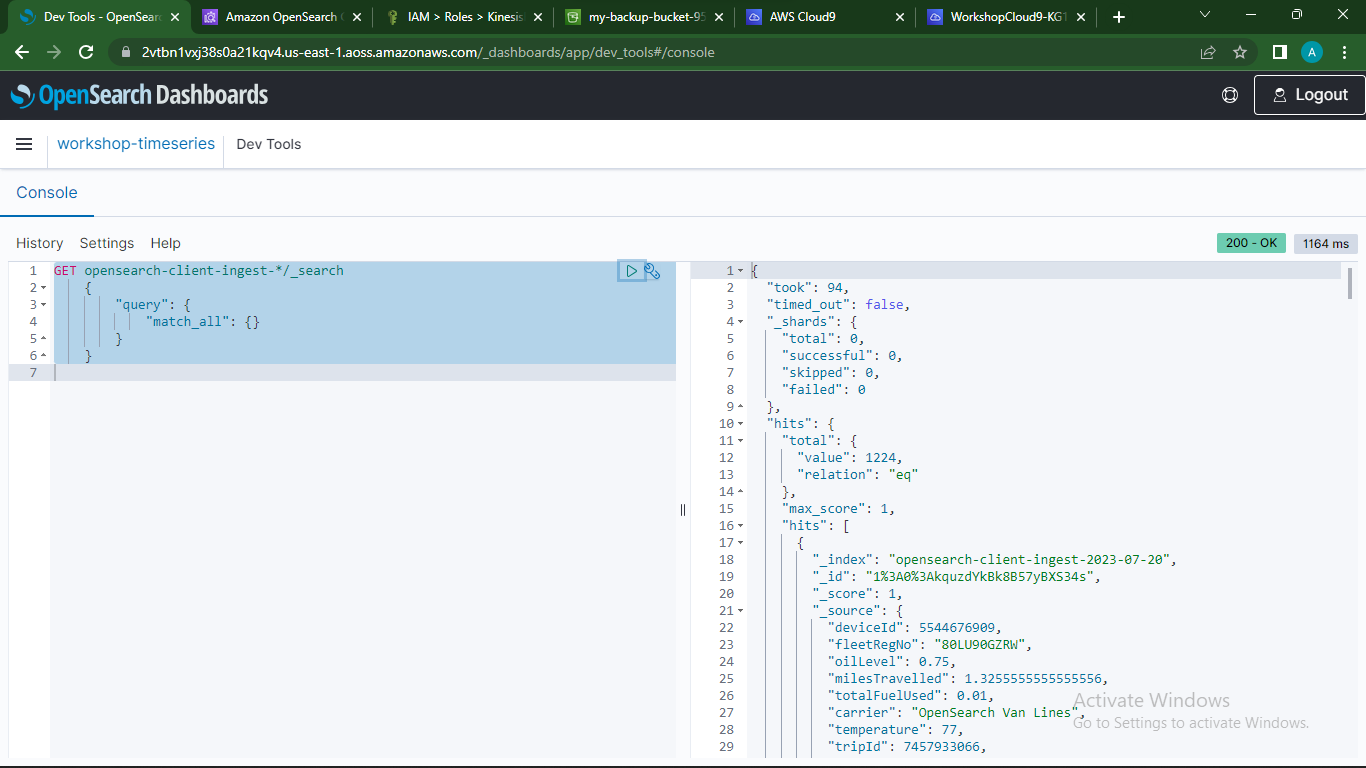 Dev Tools - OpenSearc
Amazon OpenSearch
IAM > Roles > Kinesis
my-backup-bucket-95
AWS Cloud9
WorkshopCloud9-KG1
2vtbn1vxj38s0a21kqv4.us-east-1.aoss.amazonaws.com/_dashboards/app/dev_tools#/console
A
OpenSearch Dashboards
Logout
workshop-timeseries
Dev Tools
Console
History Settings Help
200 - OK
1164 ms
1 GET opensearch-client-ingest-*/_search
2 {
3 "query": {
4 "match_all": {}
5 }
6 }
7
1 {
2 "took": 94,
3 "timed_out": false,
4 "_shards": {
5 "total": 0,
6 "successful": 0,
7 "skipped": 0,
8 "failed": 0
9 },
10 "hits": {
11 "total": {
12 "value": 1224,
13 "relation": "eq"
14 },
15 "max_score": 1,
16 "hits": [
17 {
18 "_index": "opensearch-client-ingest-2023-07-20",
19 "_id": "1%3A0%3AkquzdYkBk8B57yBXS34s",
20 "_score": 1,
21 "_source": {
22 "deviceId": 5544676909,
23 "fleetRegNo": "80LU90GZRW",
24 "oilLevel": 0.75,
25 "milesTravelled": 1.3255555555555556,
26 "totalFuelUsed": 0.01,
27 "carrier": "OpenSearch Van Lines",
28 "temperature": 77,
29 "tripId": 7457933066,
Activate Windows
Go to Settings to activate Windows.